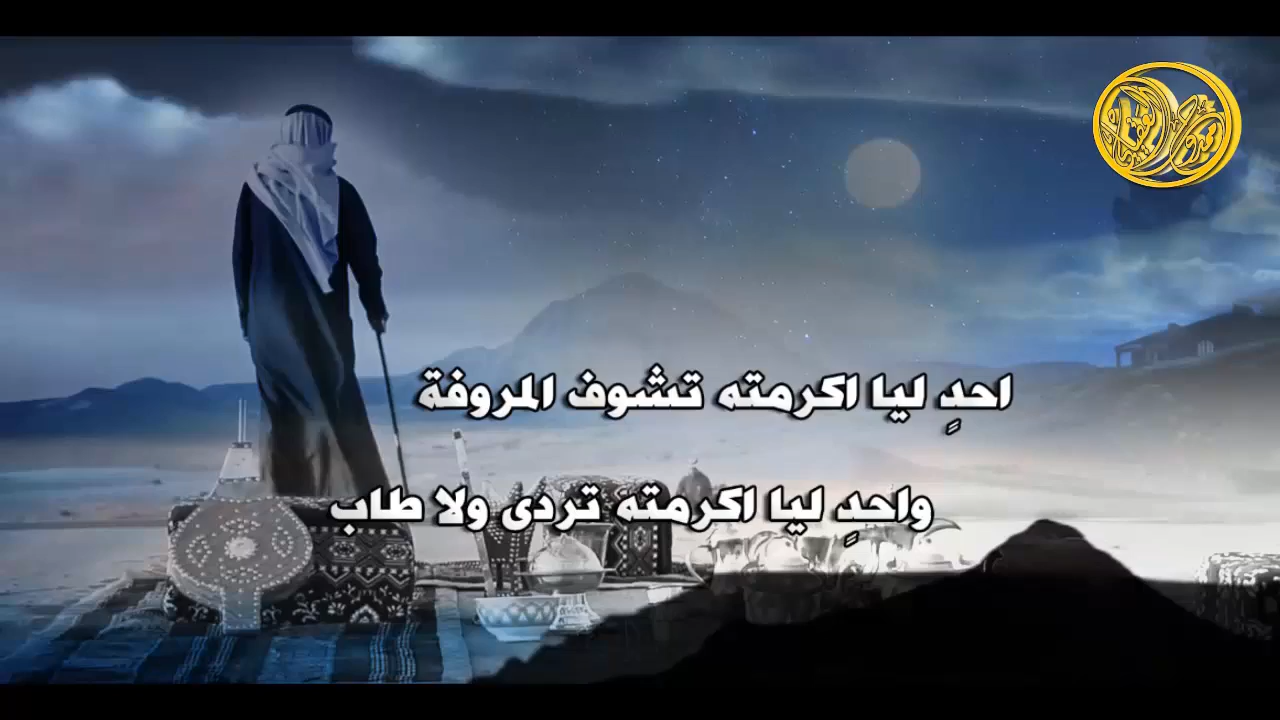 احدٍ ليا اكرمته تشوف المروفة
واحدٍ ليا اكرمته تردى ولا طاب